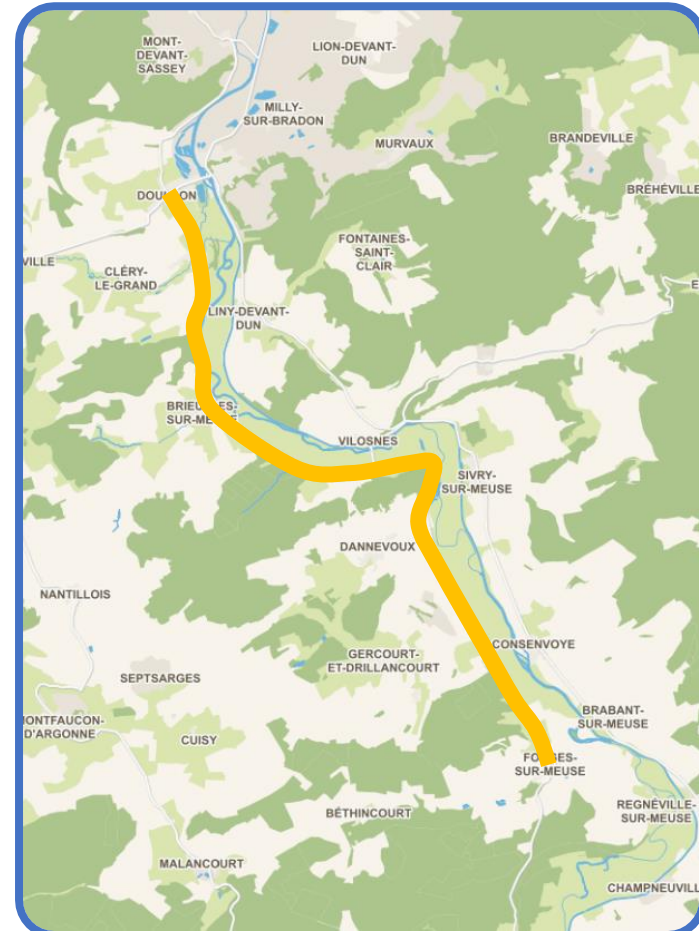 MONT-
DEVANT-
SASSEY
LION-DEVANT-
DUN
MILLY-
SUR-BRADON
MURVAUX
BRANDEVILLE
BRÉHÉVILLE
FONTAINES-
SAINT-
CLAIR
VILLE
CLÉRY-
LE-GRAND
LINY-DEVANT-
DUN
VILOSNES
SIVRY-
SUR-MEUSE
DANNEVOUX
NANTILLOIS
CONSENVOYE
GERCOURT-
ET-DRILLANCOURT
SEPTSARGES
BRABANT-
SUR-MEUSE
MONTFAUCON-
D'ARGONNE
CUISY
SUR-MEUSE
REGNÉVILLE-
SUR-MEUSE
BÉTHINCOURT
MALANCOURT
CHAMPNEUVILL